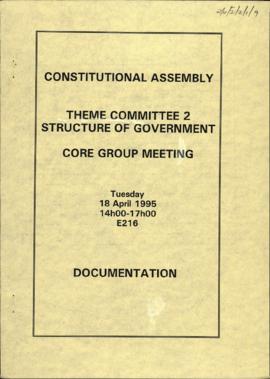 CONSTITUTIONAL ASSEMBLY
THEME COMMITTEE 2
STRUCTURE OF GOVERNMENT
CORE GROUP MEETING
Tuesday
18 April 1995
14h00-17h00
E216
DOCUMENTATION